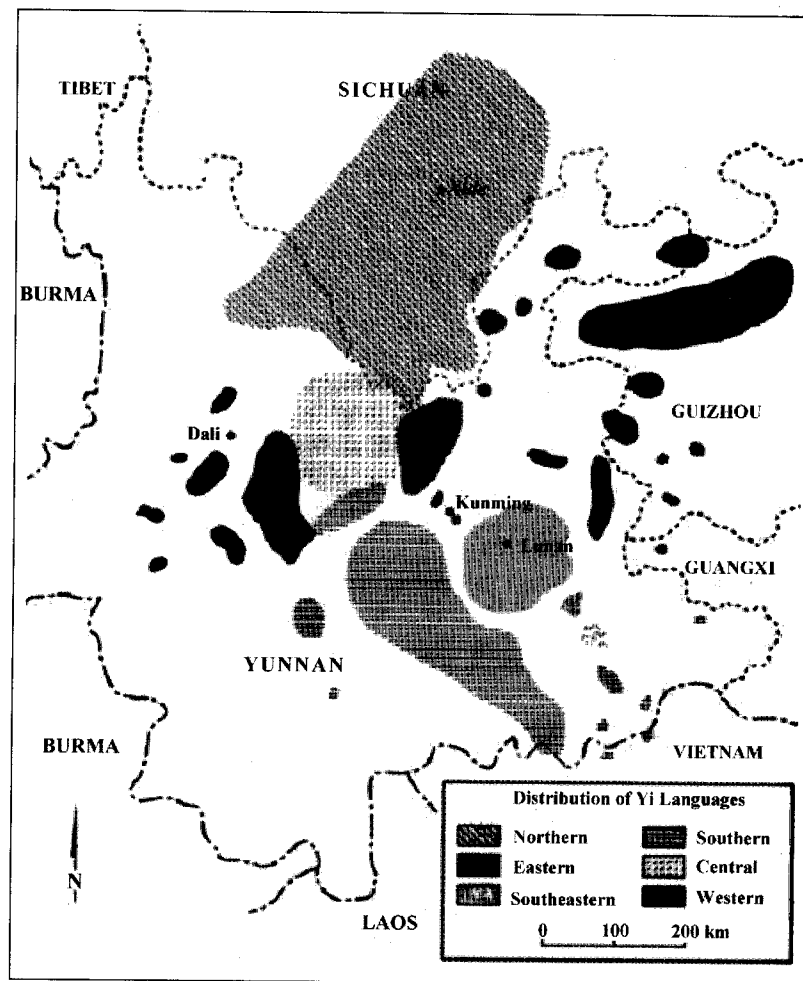 TIBET
SICHUAN
BURMA
GUIZHOU
Dali
Kunming
Lunan
GUANGXI
YUNNAN
BURMA
VIETNAM
N
LAOS
Distribution of Yi Languages
Northern
Southern
Eastern
Central
Southeastern
Western
0 100 200 km